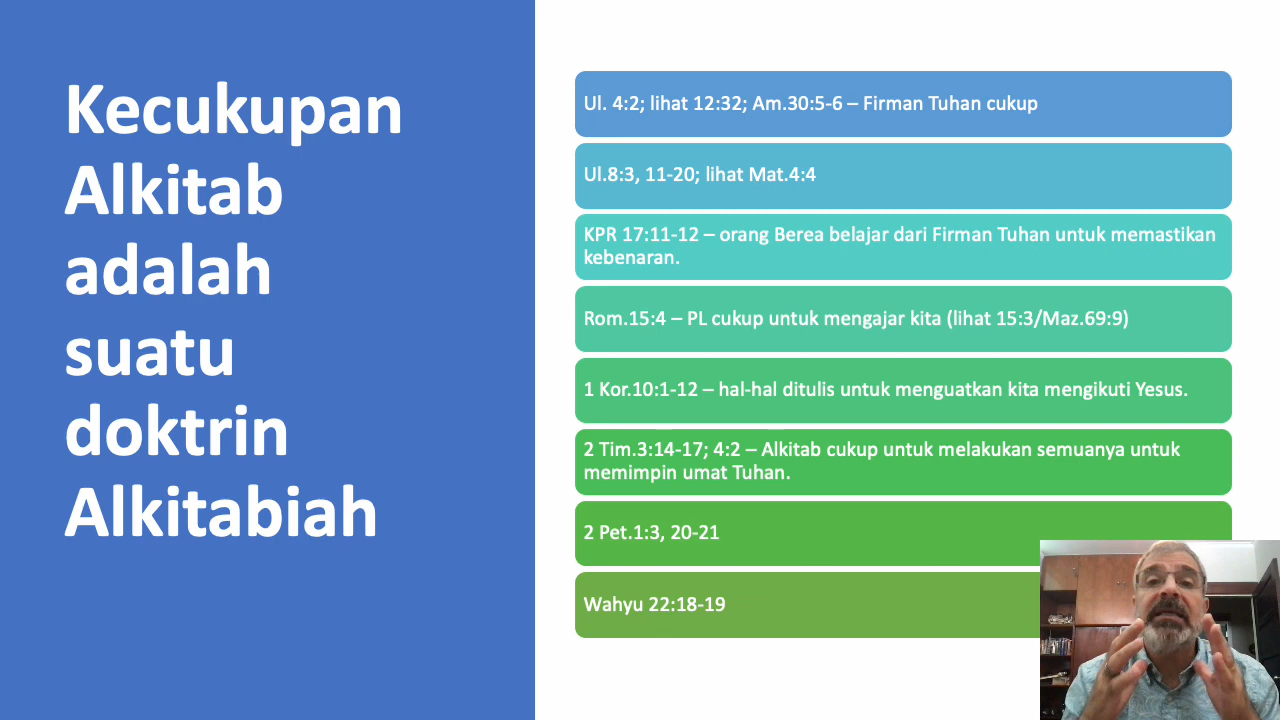 Kecukupan
Alkitab
adalah
suatu
doktrin
Alkitabiah
Ul. 4:2; lihat 12:32; Am.30:5-6 – Firman Tuhan cukup
Ul.8:3, 11-20; lihat Mat.4:4
KPR 17:11-12 – orang Berea belajar dari Firman Tuhan untuk memastikan
kebenaran.
Rom.15:4 – PL cukup untuk mengajar kita (lihat 15:3/Maz.69:9)
1 Kor.10:1-12 – hal-hal ditulis untuk menguatkan kita mengikuti Yesus.
2 Tim.3:14-17; 4:2 – Alkitab cukup untuk melakukan semuanya untuk
memimpin umat Tuhan.
2 Pet.1:3, 20-21
Wahyu 22:18-19